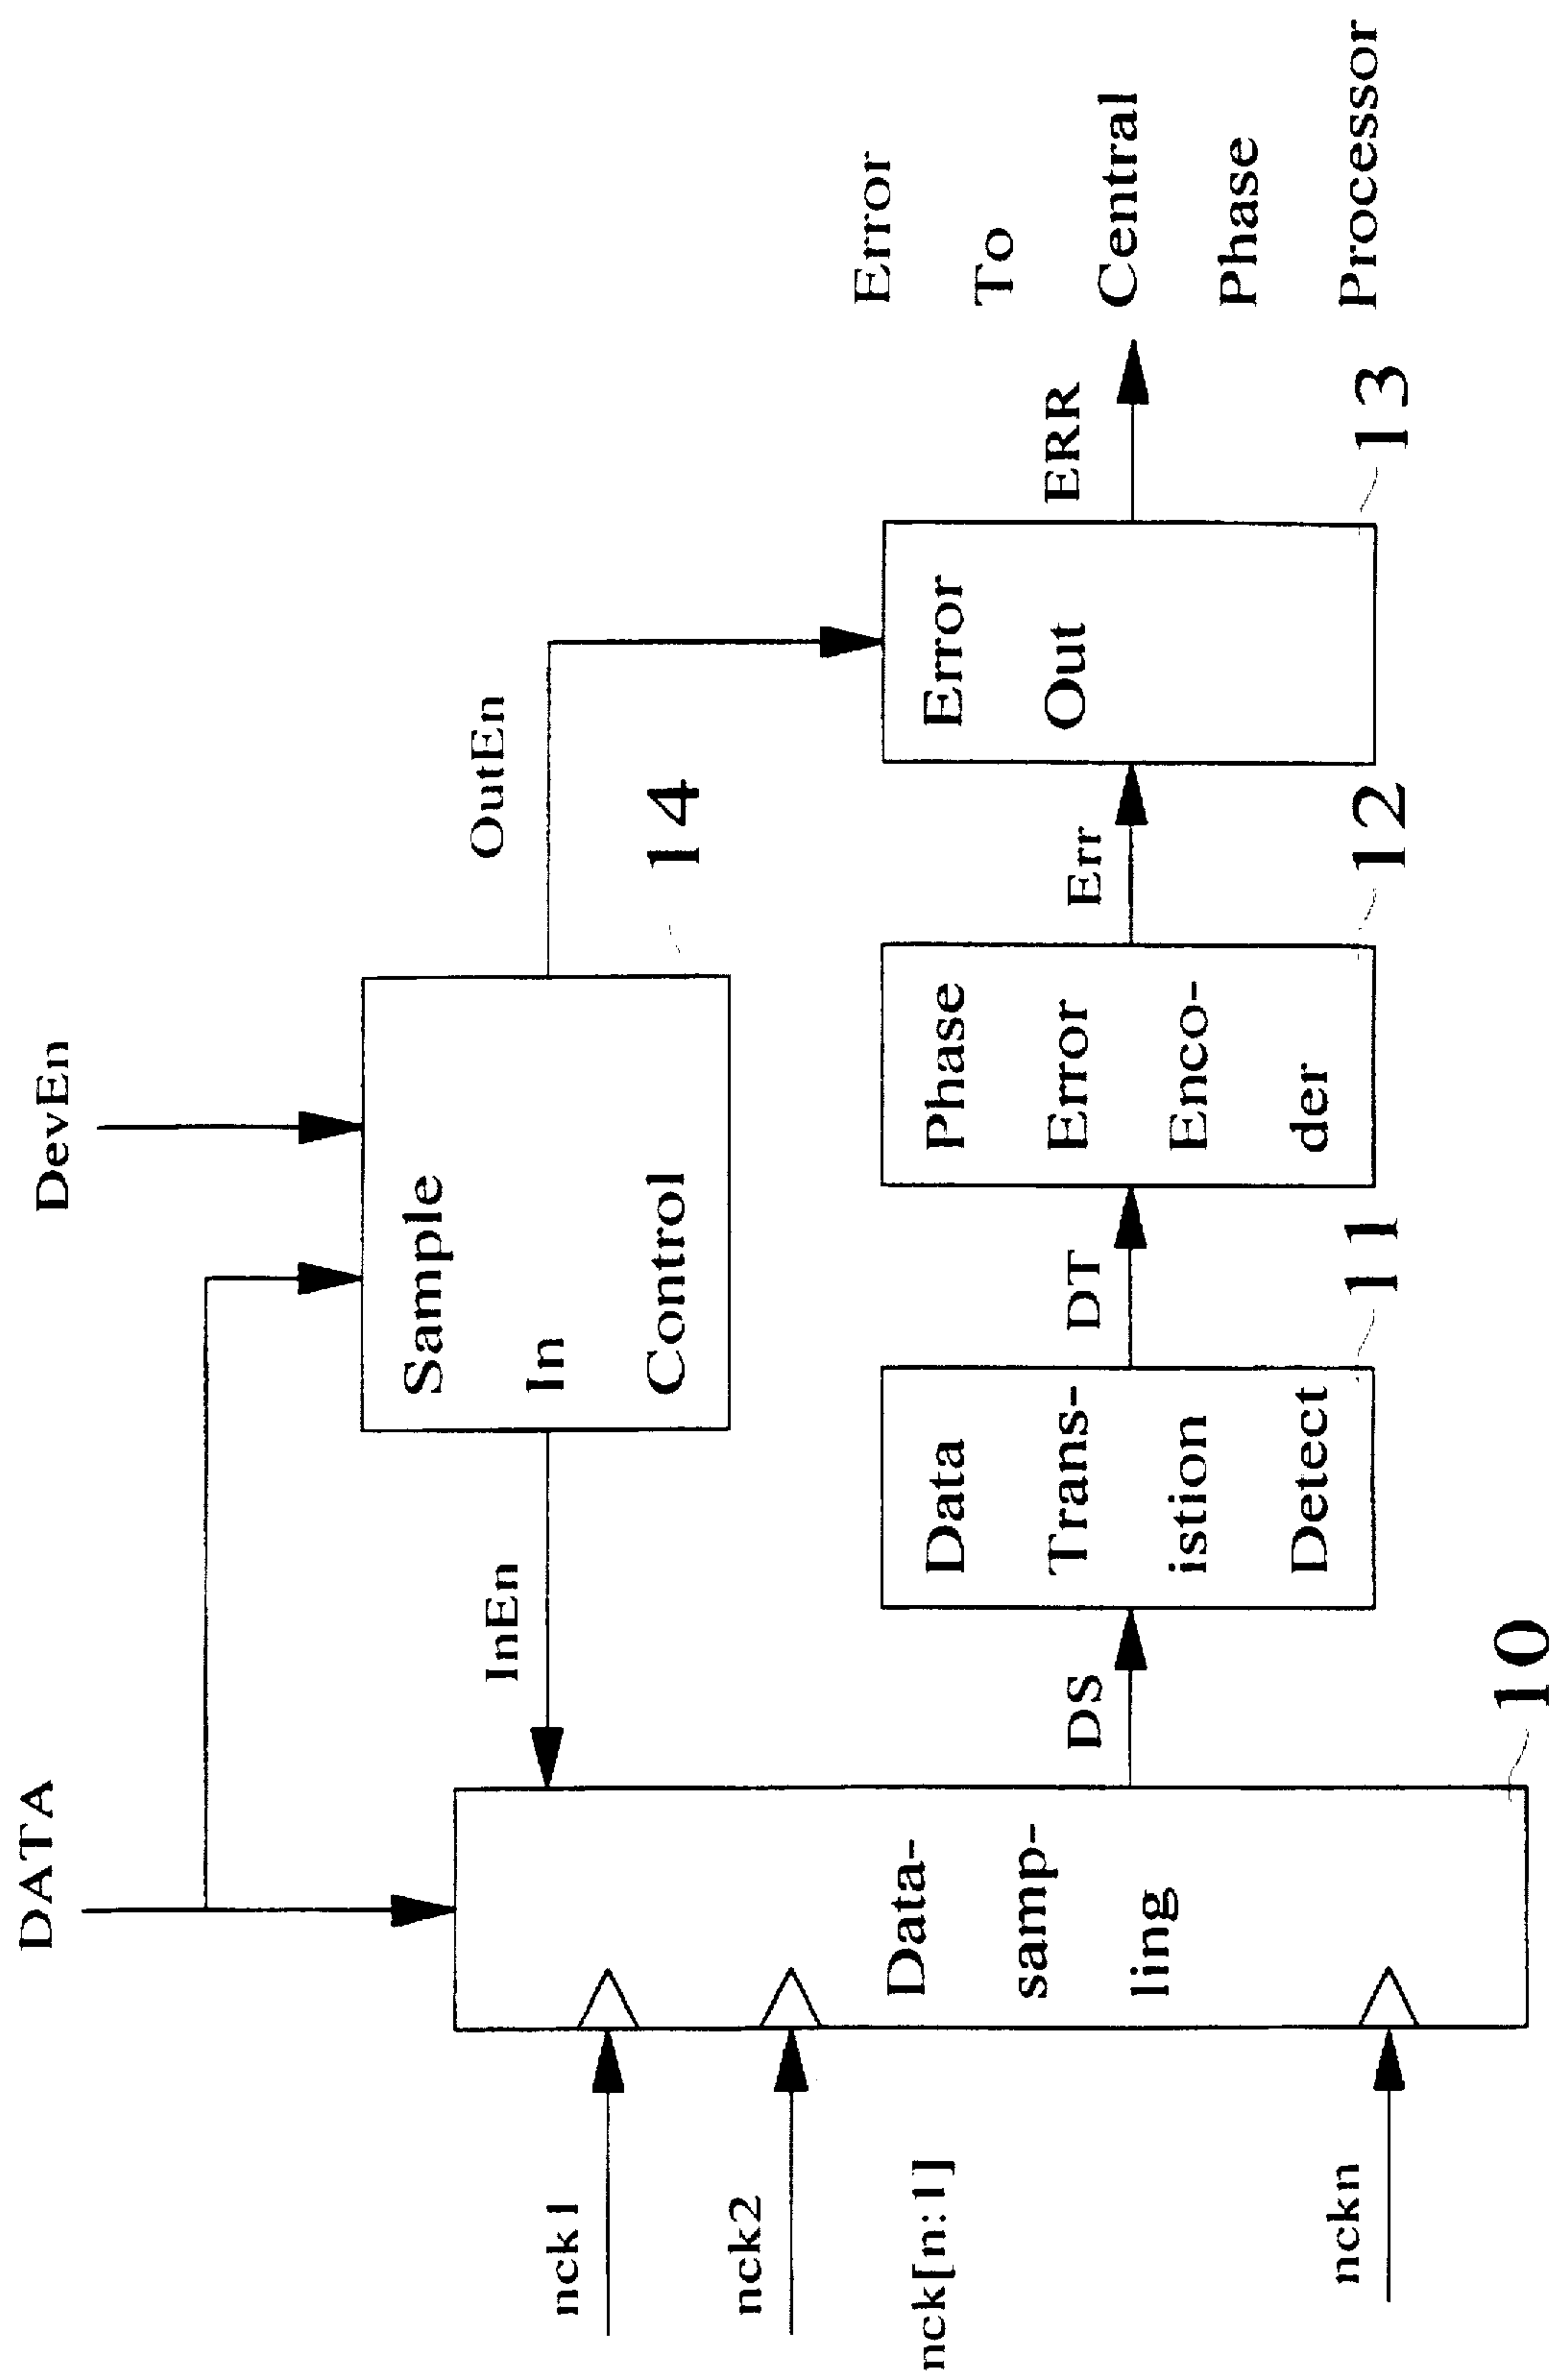 DATA
DevEn
InEn
Sample
In
Control
14
OutEn
nck1
nck2
nck[n:1]
nckn
Data-
samp-
ling
10
DS
Data
Trans-
istion
Detect
11
DT
Phase
Error
Enco-
der
12
Err
Error
Out
13
ERR
Error
To
Central
Phase
Processor